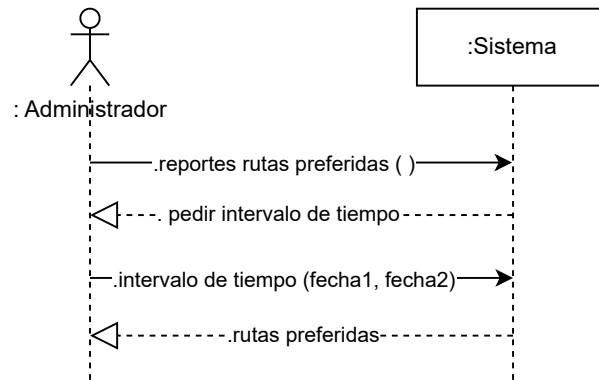 :Sistema
: Administrador
.reportes rutas preferidas ( )
. pedir intervalo de tiempo
.intervalo de tiempo (fecha1, fecha2)
.rutas preferidas